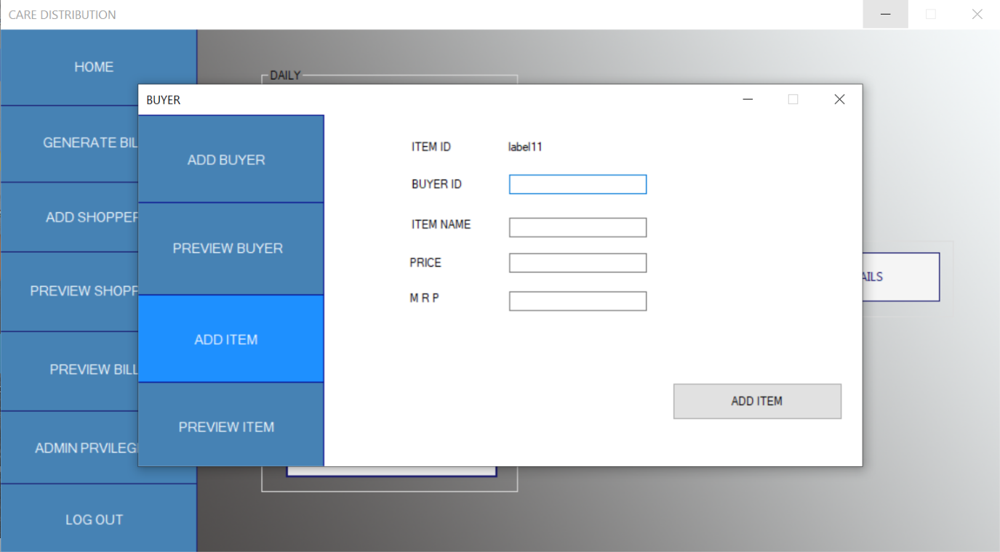 CARE DISTRIBUTION
HOME
GENERATE BIL
ADD SHOPPER
PREVIEW SHOPP
PREVIEW BILL
ADMIN PRVILEG
LOG OUT
DAILY
BUYER
ADD BUYER
PREVIEW BUYER
ADD ITEM
PREVIEW ITEM
ITEM ID label11
BUYER ID
ITEM NAME
PRICE
M R P
ADD ITEM
AILS